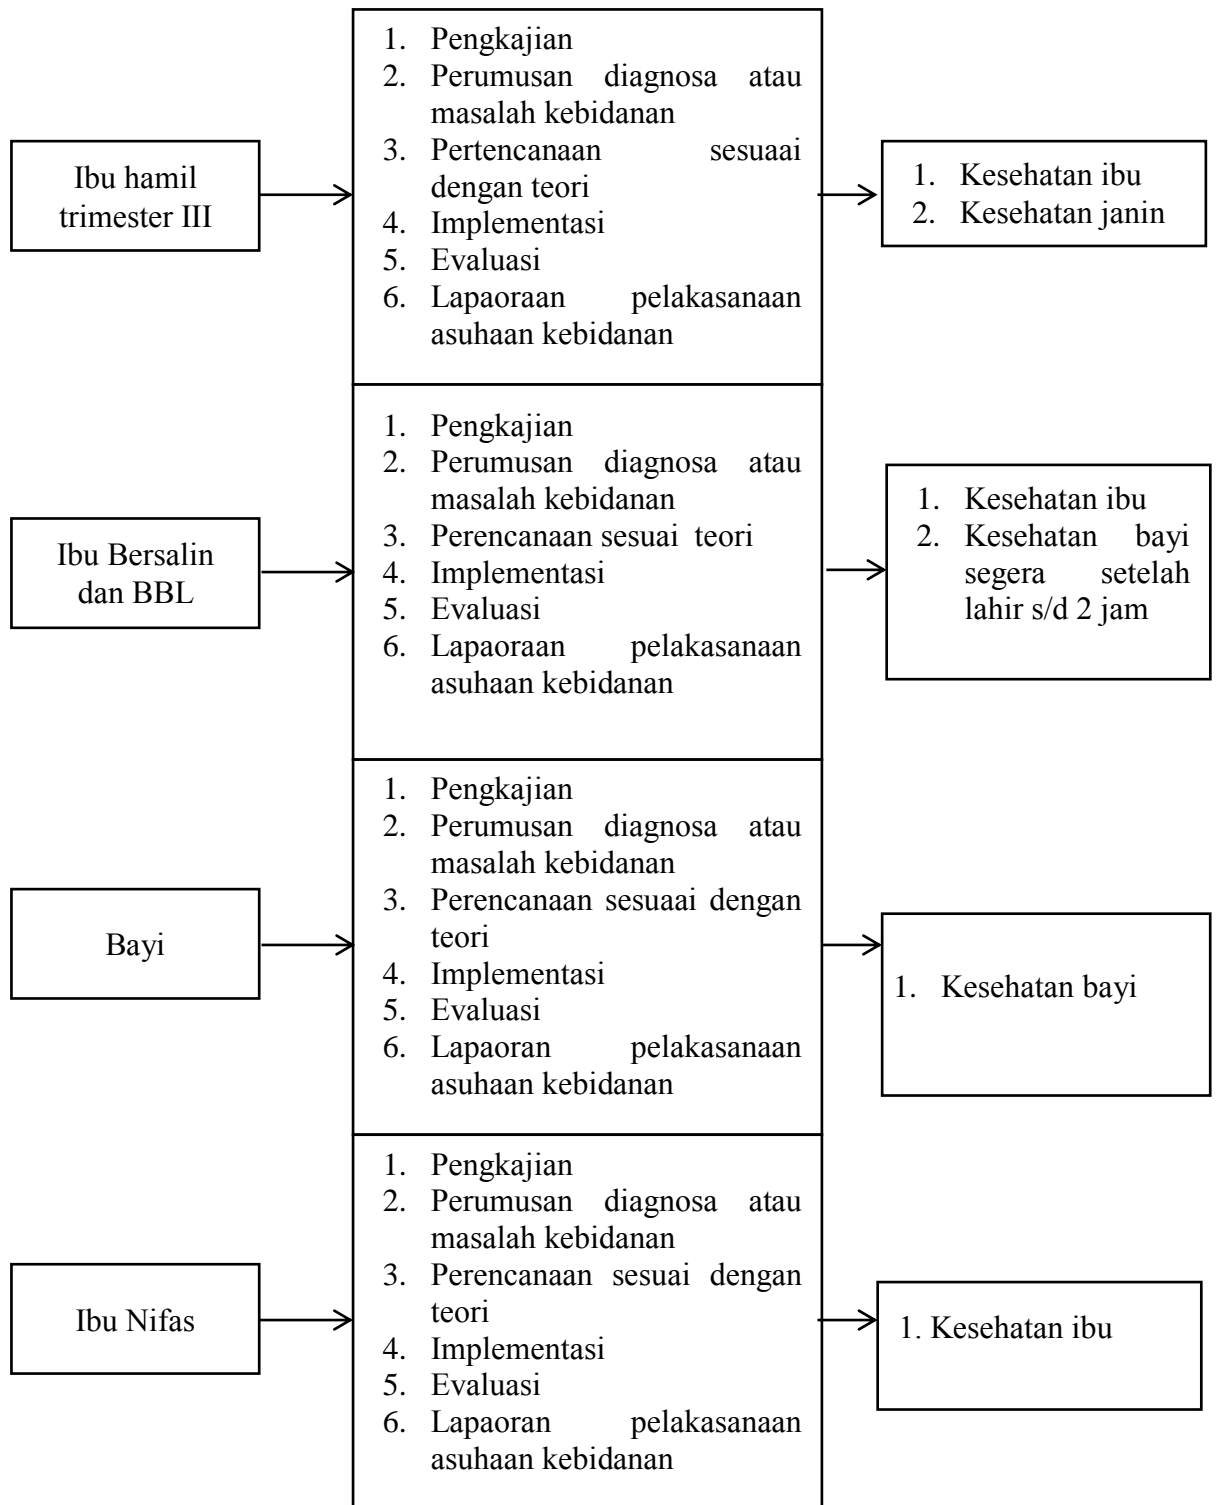 Ibu hamil
trimester III
1. Pengkajian
2. Perumusan diagnosa atau
masalah kebidanan
3. Pertencanaan sesuaai
dengan teori
4. Implementasi
5. Evaluasi
6. Lapaoraan pelakasanaan
asuhaan kebidanan
1. Kesehatan ibu
2. Kesehatan janin
Ibu Bersalin
dan BBL
1. Pengkajian
2. Perumusan diagnosa atau
masalah kebidanan
3. Perencanaan sesuai teori
4. Implementasi
5. Evaluasi
6. Lapaoraan pelakasanaan
asuhaan kebidanan
1. Kesehatan ibu
2. Kesehatan bayi
segera setelah
lahir s/d 2 jam
Bayi
1. Pengkajian
2. Perumusan diagnosa atau
masalah kebidanan
3. Perencanaan sesuaai dengan
teori
4. Implementasi
5. Evaluasi
6. Lapaoran pelakasanaan
asuhaan kebidanan
1. Kesehatan bayi
Ibu Nifas
1. Pengkajian
2. Perumusan diagnosa atau
masalah kebidanan
3. Perencanaan sesuai dengan
teori
4. Implementasi
5. Evaluasi
6. Lapaoran pelakasanaan
asuhaan kebidanan
1. Kesehatan ibu